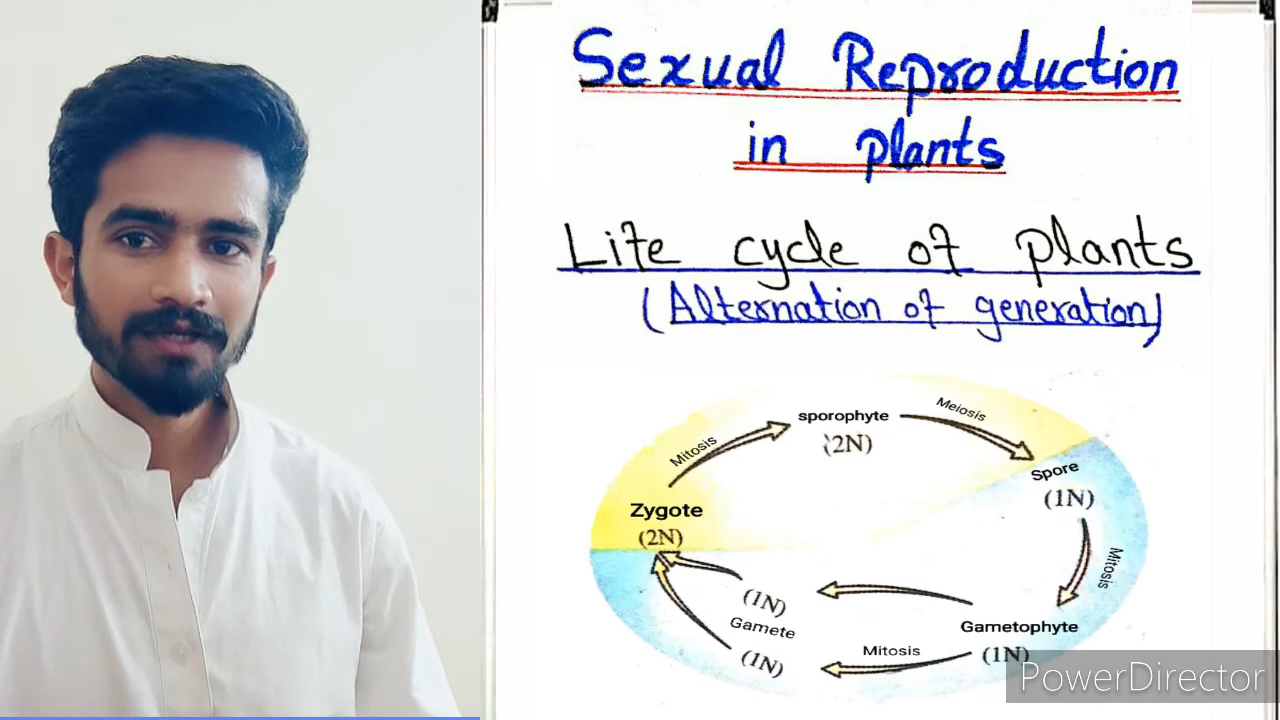 Sexual Reproduction
in plants
Life cycle of plants
(Alternation of generation)
sporophyte
(2N)
Meiosis
Mitosis
Spore
(1N)
Zygote
(2N)
Mitosis
(1N)
Gamete
(1N)
Gametophyte
(1N)
Mitosis
PowerDirector